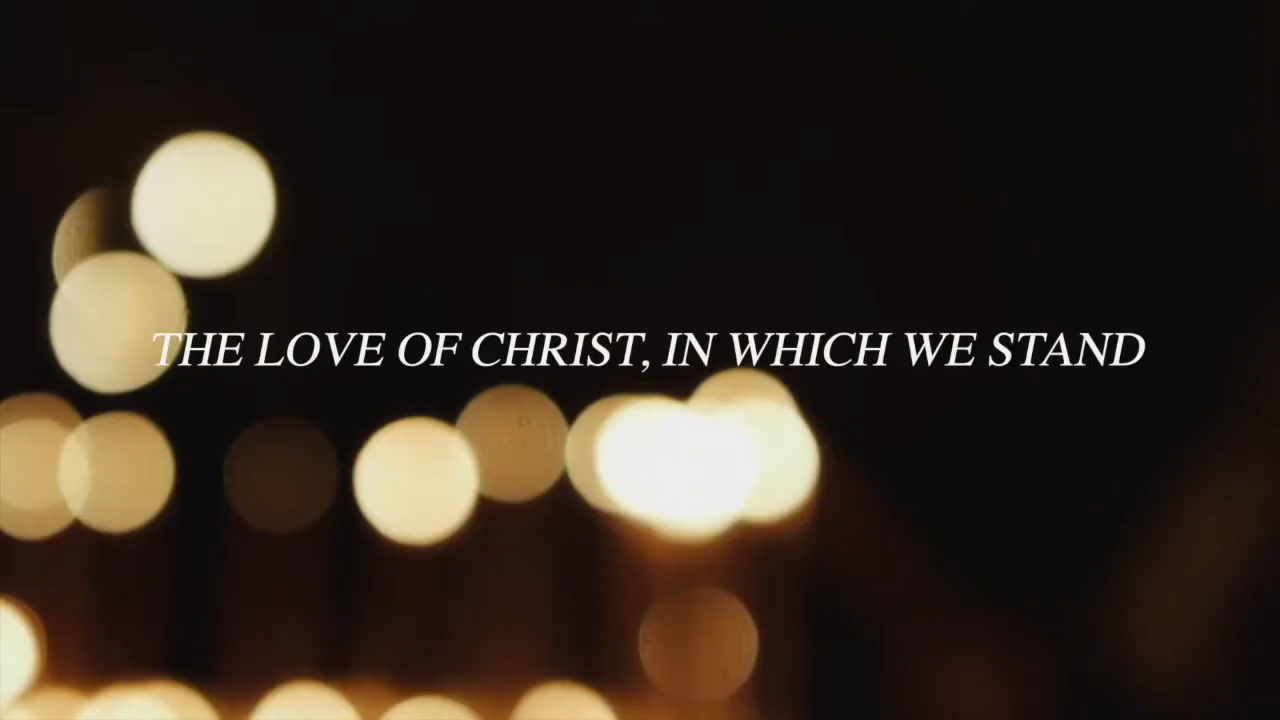 THE LOVE OF CHRIST, IN WHICH WE STAND